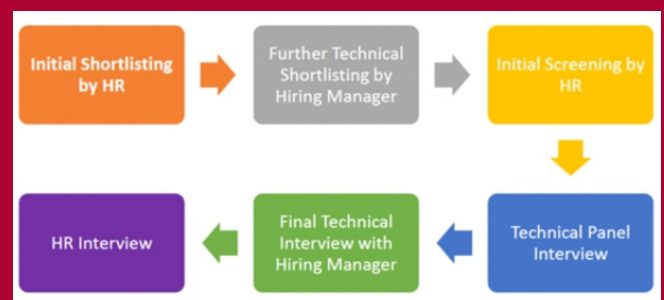 Initial Shortlisting
by HR
Further Technical
Shortlisting by
Hiring Manager
Initial Screening by
HR
Technical Panel
Interview
Final Technical
Interview with
Hiring Manager
HR Interview